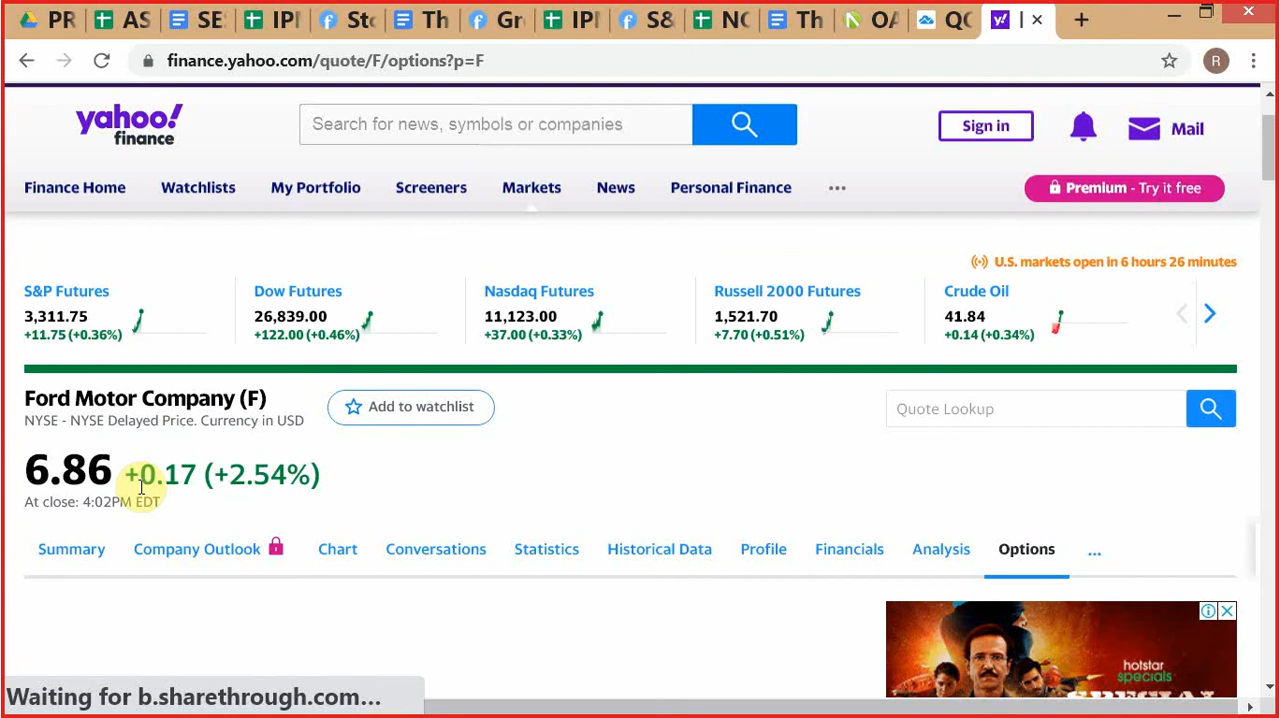 PR
AS
SE
IPI
Sto
Th
Gr
IPI
S&
NC
Th
OA
QC
finance.yahoo.com/quote/F/options?p=F
R
yahoo!
finance
Search for news, symbols or companies
Sign in
Mail
Finance Home
Watchlists
My Portfolio
Screeners
Markets
News
Personal Finance
...
Premium - Try it free
U.S. markets open in 6 hours 26 minutes
S&P Futures
3,311.75
+11.75 (+0.36%)
Dow Futures
26,839.00
+122.00 (+0.46%)
Nasdaq Futures
11,123.00
+37.00 (+0.33%)
Russell 2000 Futures
1,521.70
+7.70 (+0.51%)
Crude Oil
41.84
+0.14 (+0.34%)
Ford Motor Company (F)
Add to watchlist
NYSE - NYSE Delayed Price. Currency in USD
Quote Lookup
6.86 +0.17 (+2.54%)
At close: 4:02PM EDT
Summary
Company Outlook
Chart
Conversations
Statistics
Historical Data
Profile
Financials
Analysis
Options
...
hotstar
specials
Waiting for b.sharethrough.com...